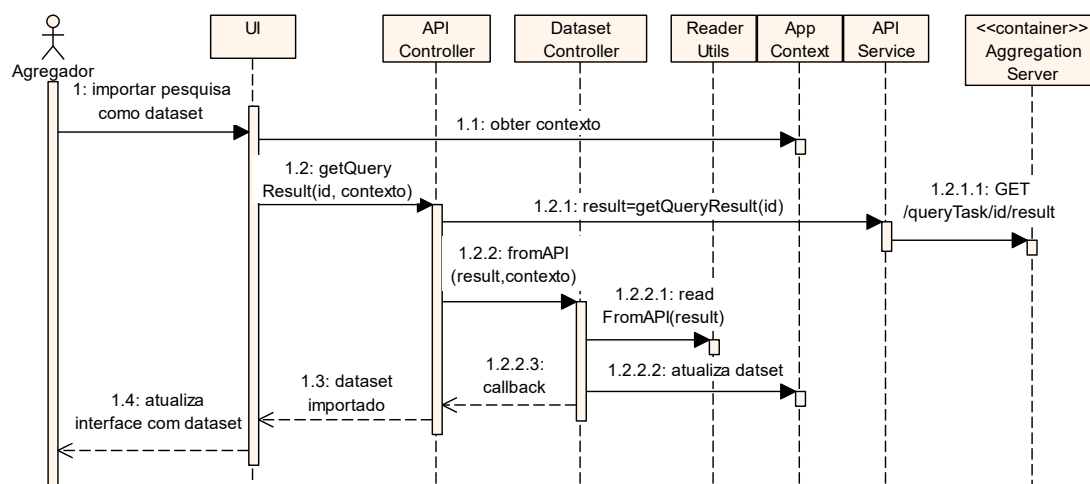 Agregador
UI
API
Controller
Dataset
Controller
Reader
Utils
App
Context
API
Service
<<container>>
Aggregation
Server
1: importar pesquisa
como dataset
1.1: obter contexto
1.2: getQuery
Result(id, contexto)
1.2.1: result=getQueryResult(id)
1.2.1.1: GET
/queryTask/id/result
1.2.2: fromAPI
(result,contexto)
1.2.2.1: read
FromAPI(result)
1.2.2.2: atualiza datset
1.2.2.3:
callback
1.3: dataset
importado
1.4: atualiza
interface com dataset